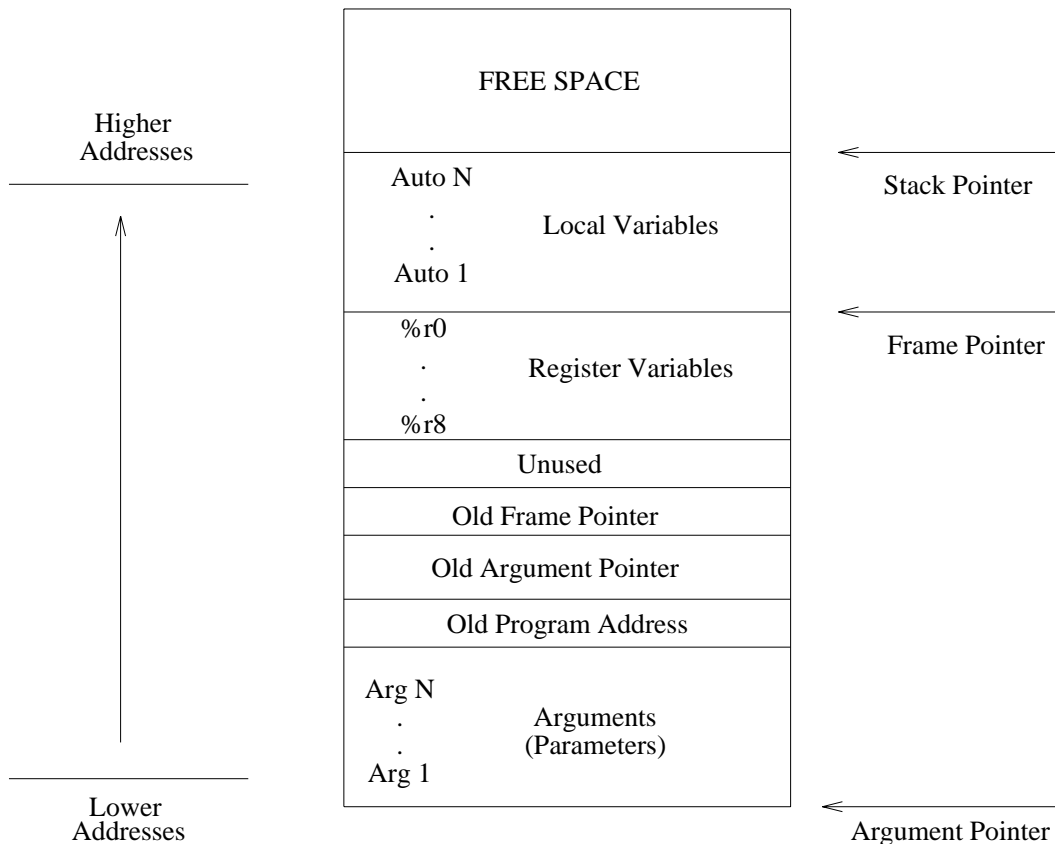 FREE SPACE
Higher
Addresses
Auto N
.
.
Auto 1
Local Variables
Stack Pointer
Frame Pointer
%r0
.
.
%r8
Register Variables
Unused
Old Frame Pointer
Old Argument Pointer
Old Program Address
Arg N
.
.
Arg 1
Arguments
(Parameters)
Lower
Addresses
Argument Pointer